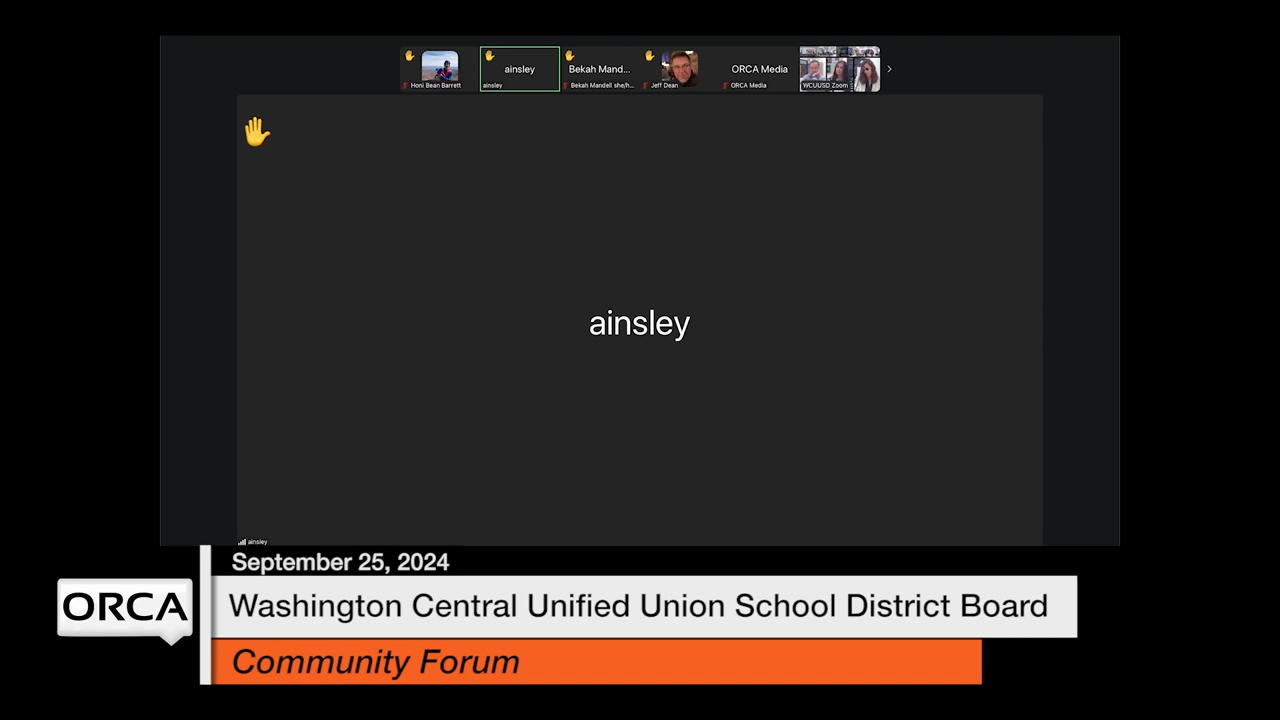 ainsley
Bekah Mand...
ORCA Media
Honi Bean Barrett
ainsley
Bekah Mandell she/h...
Jeff Dean
ORCA Media
WCUUSD Zoom
ainsley
ainsley
September 25, 2024
ORCA
Washington Central Unified Union School District Board
Community Forum